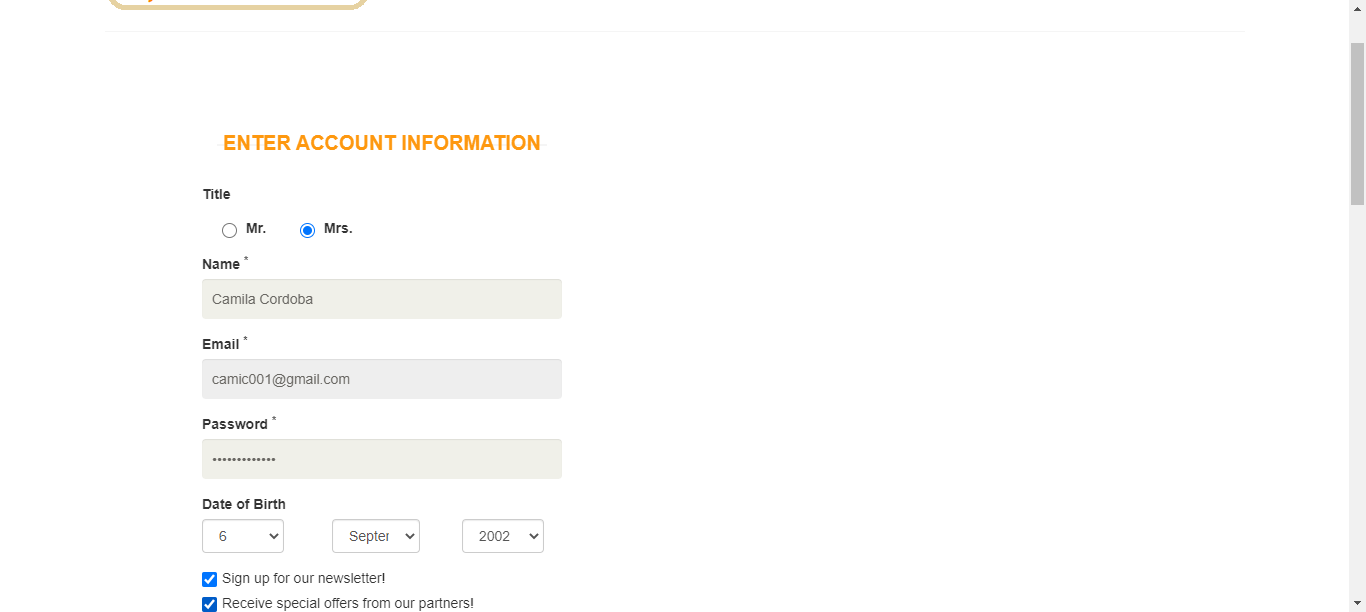 ENTER ACCOUNT INFORMATION
Title
Mr. Mrs.
Name *
Camila Cordoba
Email *
camic001@gmail.com
Password *
•••••••••••••
Date of Birth
6 Septer 2002
Sign up for our newsletter!
Receive special offers from our partners!